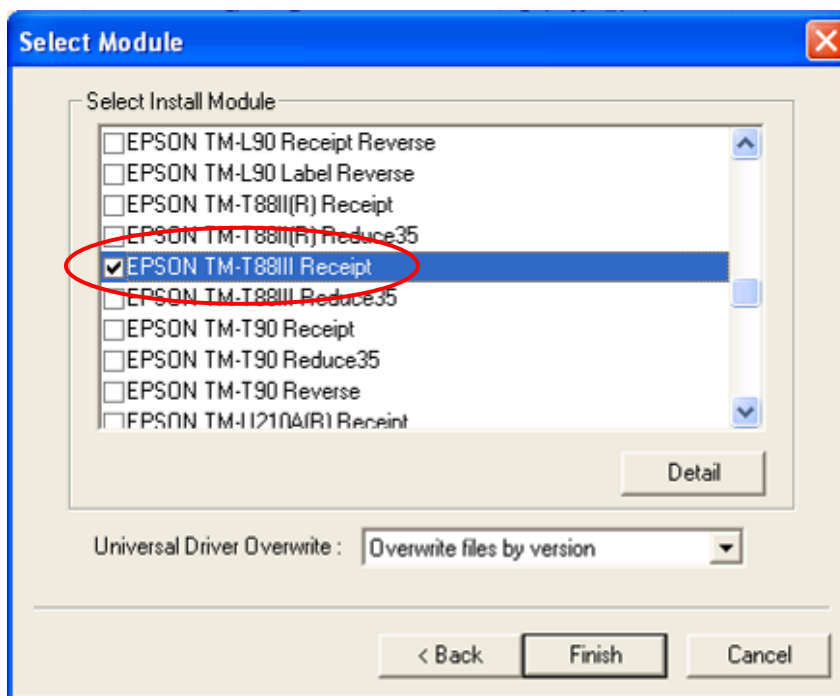 Select Module
Select Install Module
EPSON TM-L90 Receipt Reverse
EPSON TM-L90 Label Reverse
EPSON TM-T88II(R) Receipt
EPSON TM-T88II(R) Reduce35
EPSON TM-T88III Receipt
EPSON TM-T88III Reduce35
EPSON TM-T90 Receipt
EPSON TM-T90 Reduce35
EPSON TM-T90 Reverse
EPSON TM-U210A(R) Receipt
Detail
Universal Driver Overwrite : Overwrite files by version
< Back Finish Cancel